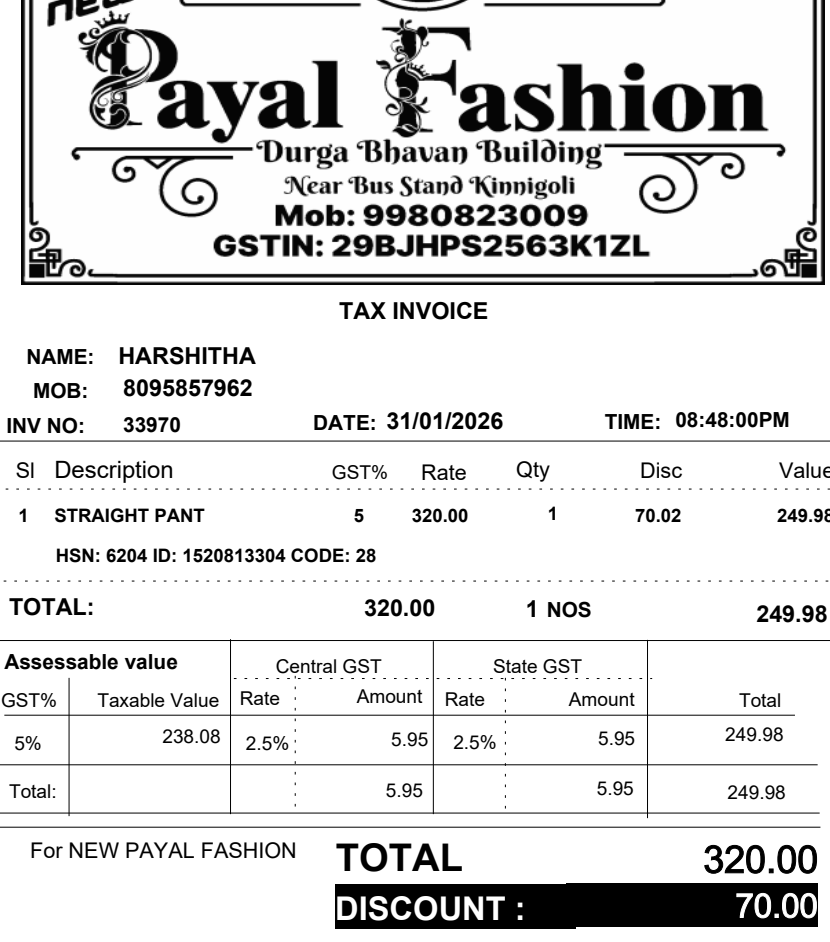 new
Payal Fashion
Durga Bhavan Building
Near Bus Stand Kinnigoli
Mob: 9980823009
GSTIN: 29BJHPS2563K1ZL
TAX INVOICE
NAME: HARSHITHA
MOB: 8095857962
INV NO: 33970 DATE: 31/01/2026 TIME: 08:48:00PM
Sl Description GST% Rate Qty Disc Value
1 STRAIGHT PANT 5 320.00 1 70.02 249.98
HSN: 6204 ID: 1520813304 CODE: 28
TOTAL: 320.00 1 NOS 249.98
Assessable value Central GST State GST
GST% Taxable Value Rate Amount Rate Amount Total
5% 238.08 2.5% 5.95 2.5% 5.95 249.98
Total: 5.95 5.95 249.98
For NEW PAYAL FASHION TOTAL 320.00
DISCOUNT : 70.00